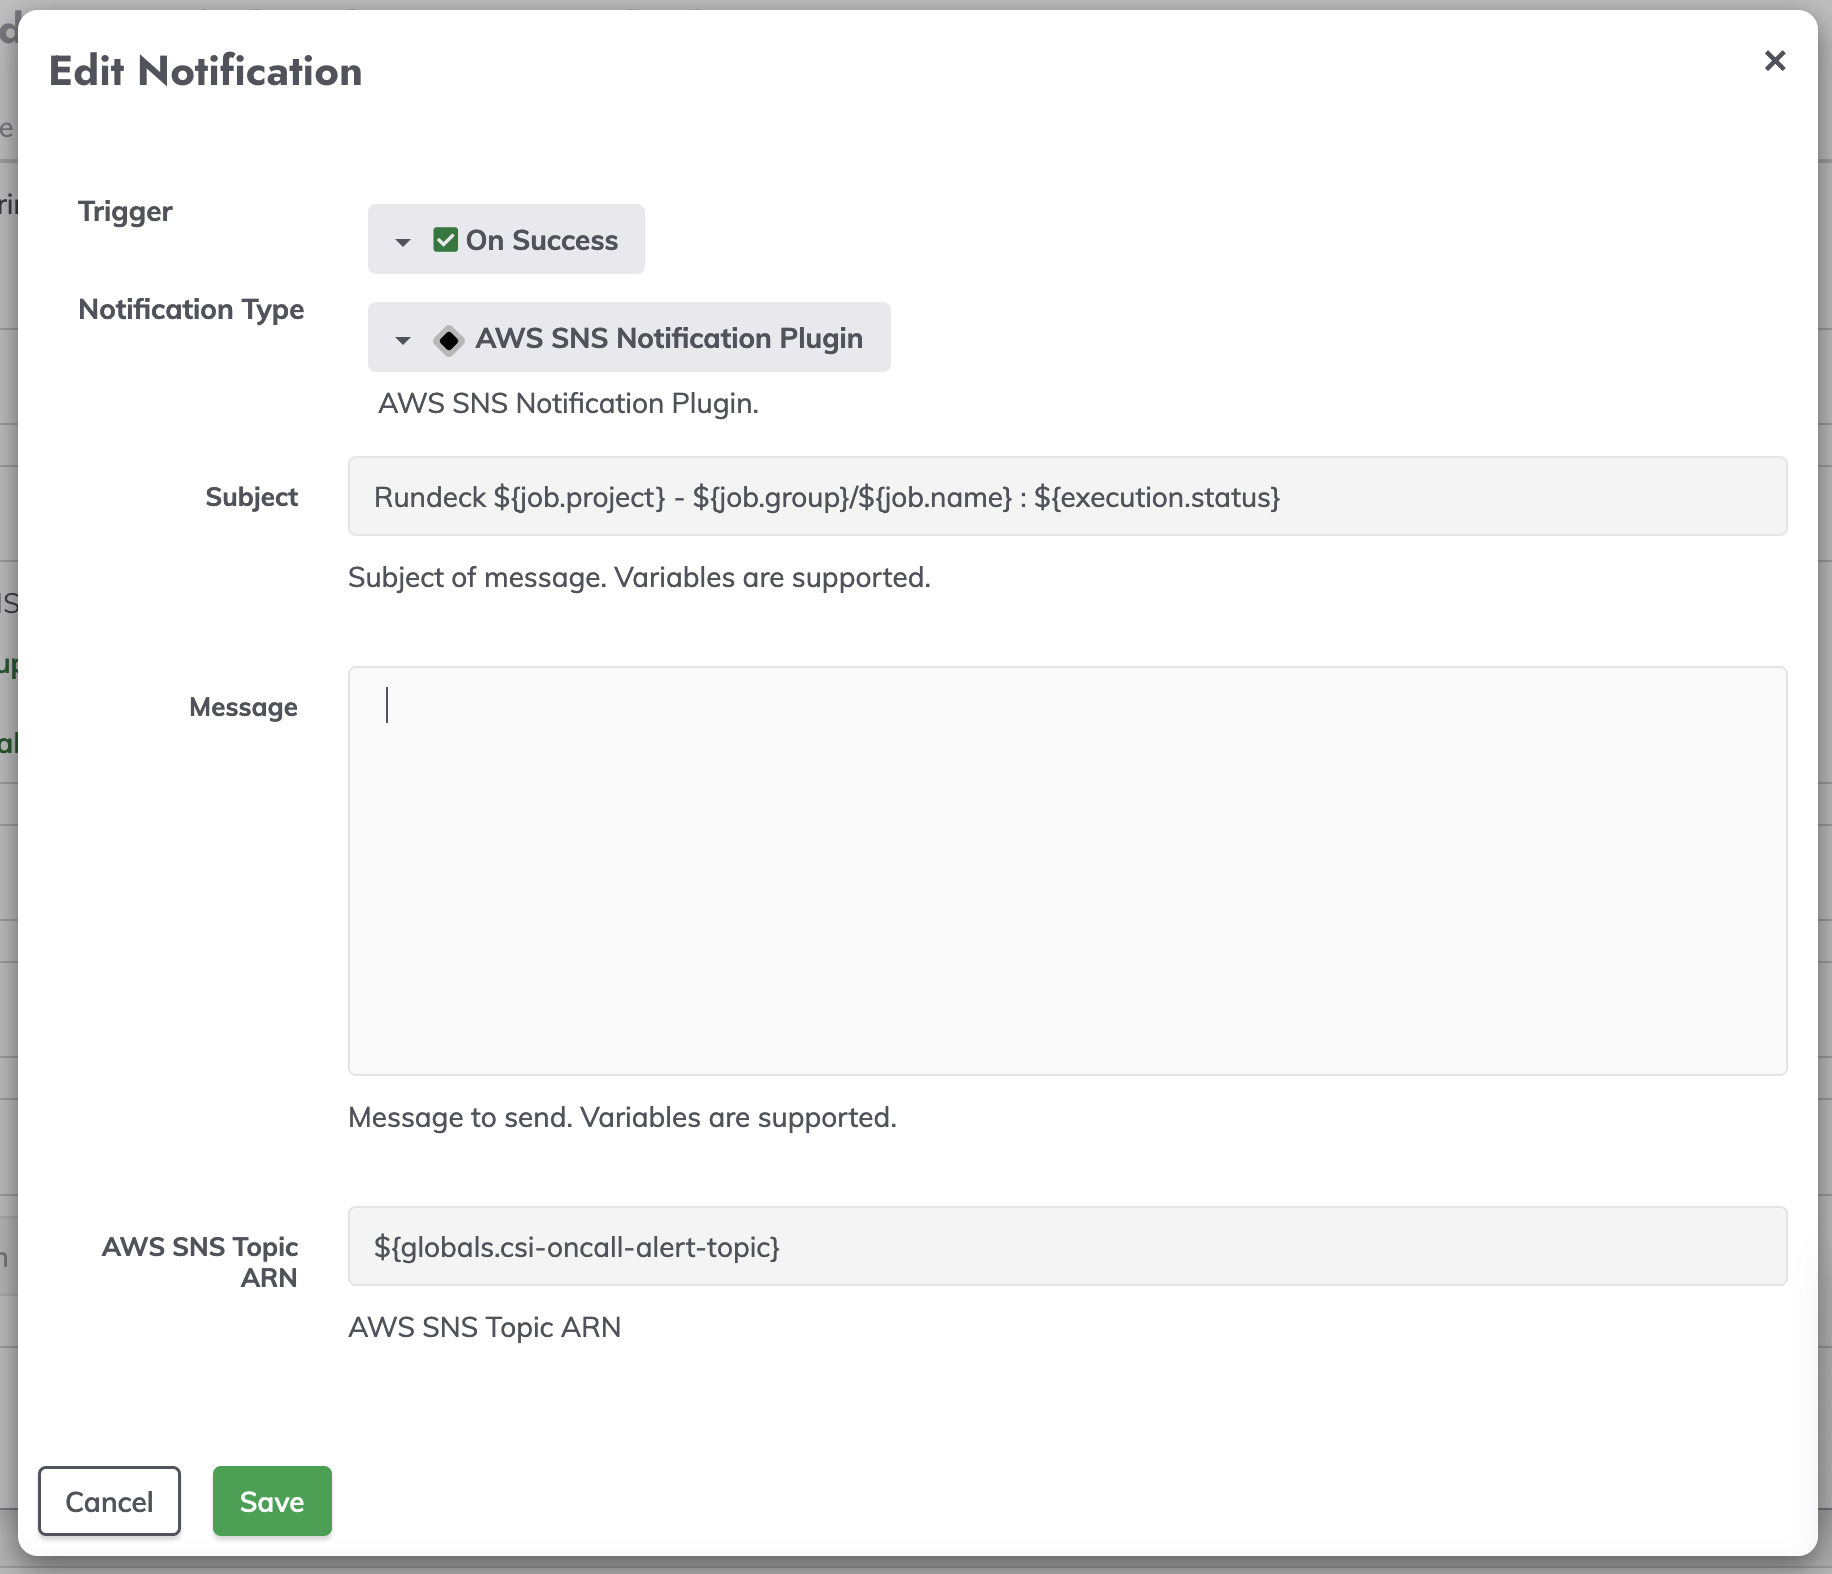 Edit Notification
Trigger
On Success
Notification Type
AWS SNS Notification Plugin
AWS SNS Notification Plugin.
Subject
Rundeck ${job.project} - ${job.group}/${job.name} : ${execution.status}
Subject of message. Variables are supported.
Message
Message to send. Variables are supported.
AWS SNS Topic
ARN
${globals.csi-oncall-alert-topic}
AWS SNS Topic ARN
Cancel
Save